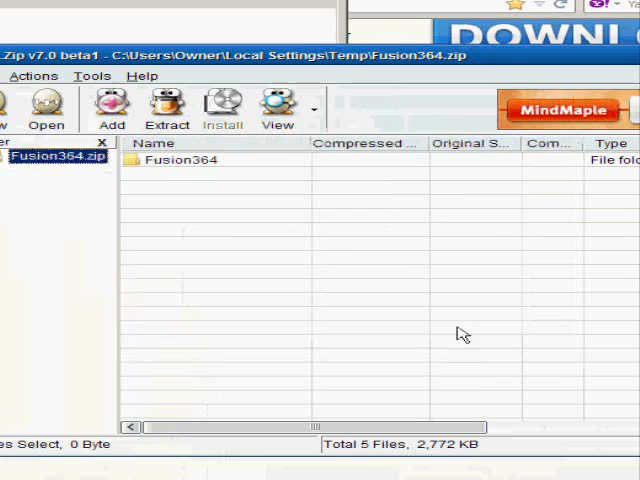 DOWNLO
.Zip v7.0 beta1 - C:\Users\Owner\Local Settings\Temp\Fusion364.zip
Actions Tools Help
w Open Add Extract Install View
MindMaple
er x Name Compressed ... Original S... Com... Type
Fusion364.zip Fusion364 File fold
es Select, 0 Byte Total 5 Files, 2,772 KB